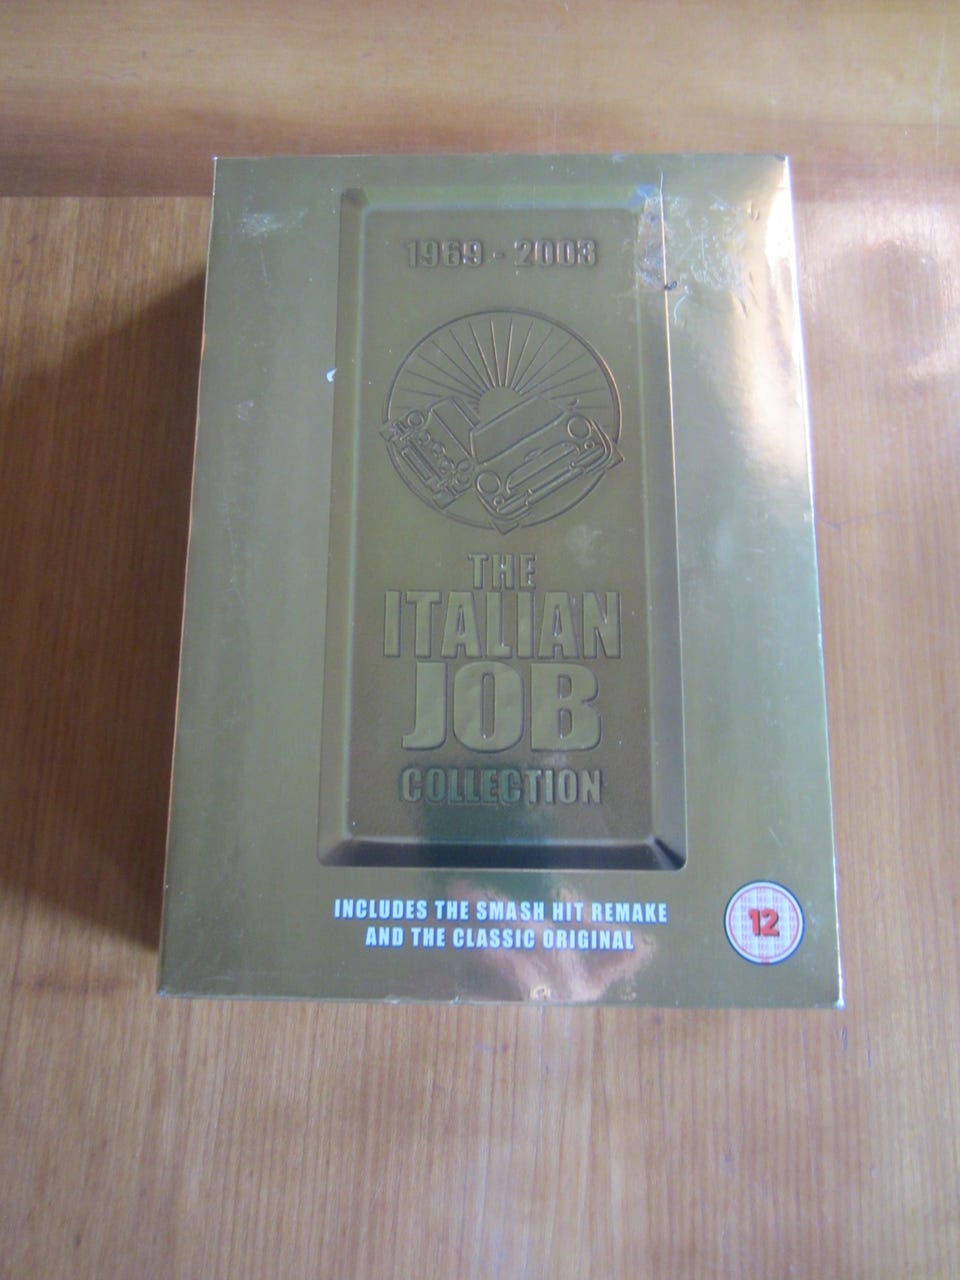 1969 - 2003
THE
ITALIAN
JOB
COLLECTION
INCLUDES THE SMASH HIT REMAKE
AND THE CLASSIC ORIGINAL
12